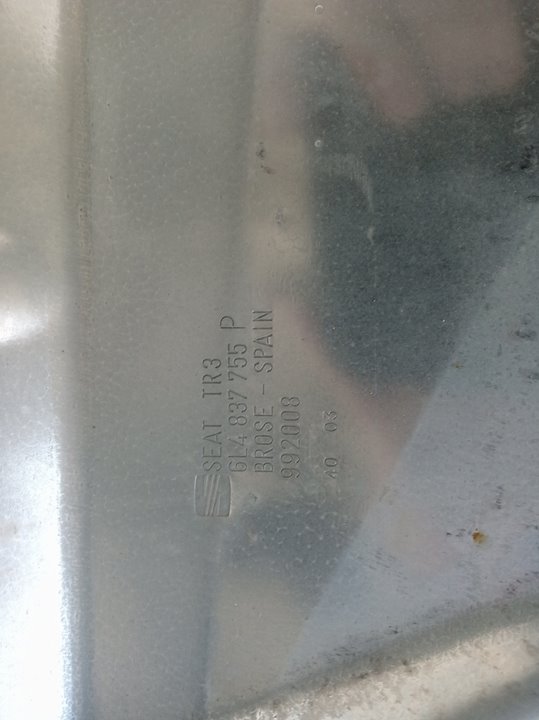 SEAT TR3
6L4 837 755 P
BROSE - SPAIN
992008
40 03